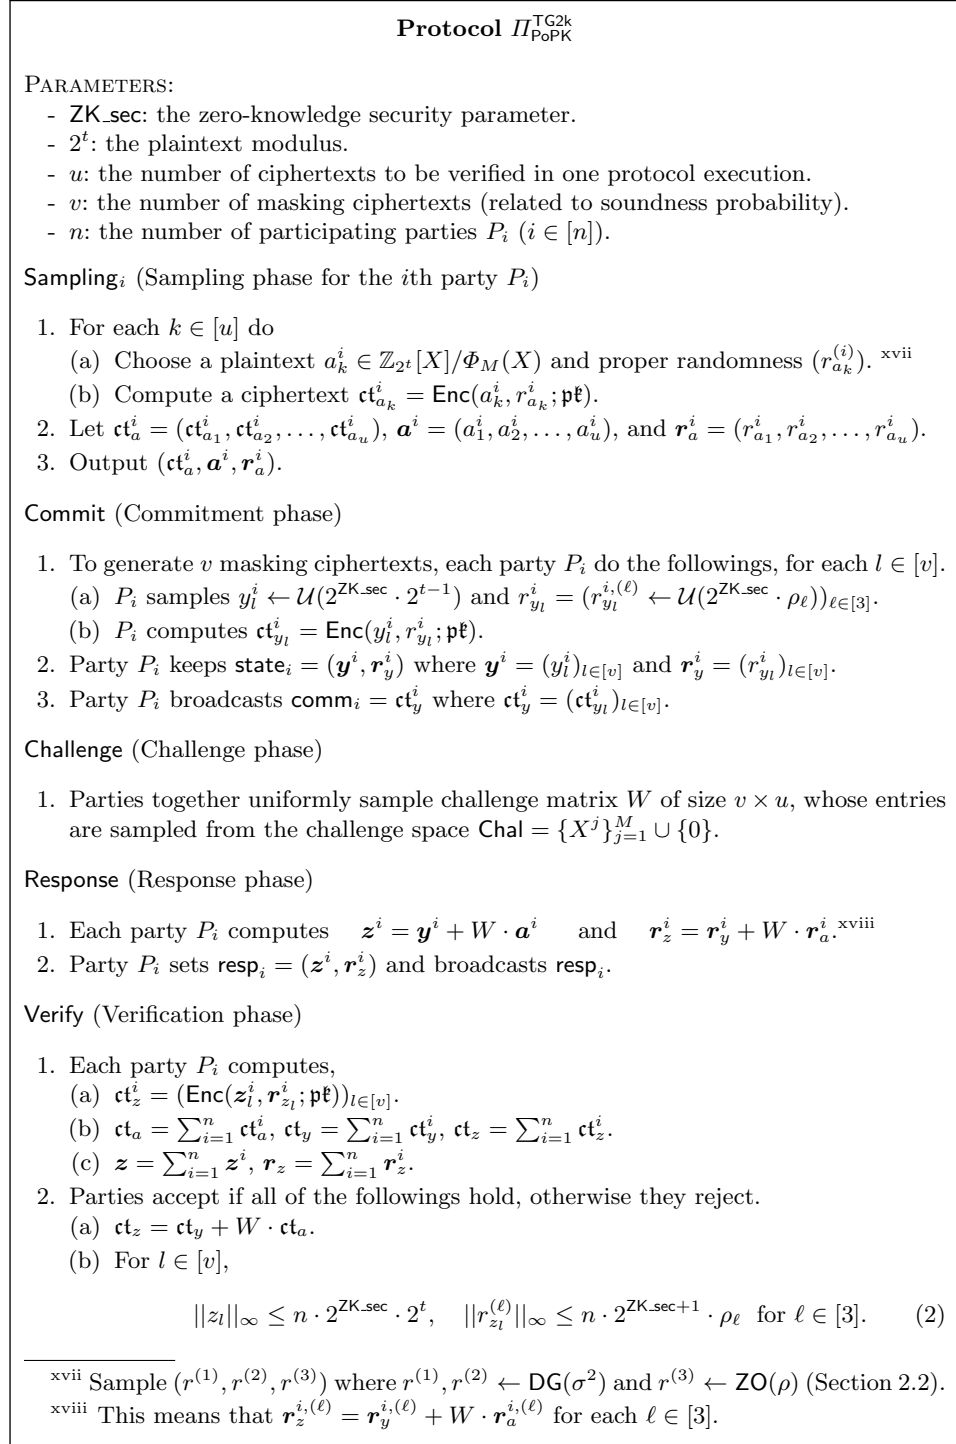 Protocol Π_PoPK^TG2k
PARAMETERS:
- ZK_sec: the zero-knowledge security parameter.
- 2^t: the plaintext modulus.
- u: the number of ciphertexts to be verified in one protocol execution.
- v: the number of masking ciphertexts (related to soundness probability).
- n: the number of participating parties P_i (i ∈ [n]).
Sampling_i (Sampling phase for the ith party P_i)
1. For each k ∈ [u] do
(a) Choose a plaintext a_k^i ∈ ℤ_{2^t}[X]/Φ_M(X) and proper randomness (r_{a_k}^{(i)}). ^xvii
(b) Compute a ciphertext 𝔠𝔱_{a_k}^i = Enc(a_k^i, r_{a_k}^i; 𝔭𝔨).
2. Let 𝔠𝔱_a^i = (𝔠𝔱_{a_1}^i, 𝔠𝔱_{a_2}^i, . . . , 𝔠𝔱_{a_u}^i), 𝒂^i = (a_1^i, a_2^i, . . . , a_u^i), and 𝒓_a^i = (r_{a_1}^i, r_{a_2}^i, . . . , r_{a_u}^i).
3. Output (𝔠𝔱_a^i, 𝒂^i, 𝒓_a^i).
Commit (Commitment phase)
1. To generate v masking ciphertexts, each party P_i do the followings, for each l ∈ [v].
(a) P_i samples y_l^i ← 𝒰(2^{ZK_sec} · 2^{t−1}) and r_{y_l}^i = (r_{y_l}^{i,(ℓ)} ← 𝒰(2^{ZK_sec} · ρ_ℓ))_{ℓ∈[3]}.
(b) P_i computes 𝔠𝔱_{y_l}^i = Enc(y_l^i, r_{y_l}^i; 𝔭𝔨).
2. Party P_i keeps state_i = (𝒚^i, 𝒓_y^i) where 𝒚^i = (y_l^i)_{l∈[v]} and 𝒓_y^i = (r_{y_l}^i)_{l∈[v]}.
3. Party P_i broadcasts comm_i = 𝔠𝔱_y^i where 𝔠𝔱_y^i = (𝔠𝔱_{y_l}^i)_{l∈[v]}.
Challenge (Challenge phase)
1. Parties together uniformly sample challenge matrix W of size v × u, whose entries
are sampled from the challenge space Chal = {X^j}_{j=1}^M ∪ {0}.
Response (Response phase)
1. Each party P_i computes 𝒛^i = 𝒚^i + W · 𝒂^i and 𝒓_z^i = 𝒓_y^i + W · 𝒓_a^i.^xviii
2. Party P_i sets resp_i = (𝒛^i, 𝒓_z^i) and broadcasts resp_i.
Verify (Verification phase)
1. Each party P_i computes,
(a) 𝔠𝔱_z^i = (Enc(𝒛_l^i, 𝒓_{z_l}^i; 𝔭𝔨))_{l∈[v]}.
(b) 𝔠𝔱_a = ∑_{i=1}^n 𝔠𝔱_a^i, 𝔠𝔱_y = ∑_{i=1}^n 𝔠𝔱_y^i, 𝔠𝔱_z = ∑_{i=1}^n 𝔠𝔱_z^i.
(c) 𝒛 = ∑_{i=1}^n 𝒛^i, 𝒓_z = ∑_{i=1}^n 𝒓_z^i.
2. Parties accept if all of the followings hold, otherwise they reject.
(a) 𝔠𝔱_z = 𝔠𝔱_y + W · 𝔠𝔱_a.
(b) For l ∈ [v],
||z_l||_∞ ≤ n · 2^{ZK_sec} · 2^t, ||r_{z_l}^{(ℓ)}||_∞ ≤ n · 2^{ZK_sec+1} · ρ_ℓ for ℓ ∈ [3]. (2)
^xvii Sample (r^{(1)}, r^{(2)}, r^{(3)}) where r^{(1)}, r^{(2)} ← DG(σ^2) and r^{(3)} ← ZO(ρ) (Section 2.2).
^xviii This means that 𝒓_z^{i,(ℓ)} = 𝒓_y^{i,(ℓ)} + W · 𝒓_a^{i,(ℓ)} for each ℓ ∈ [3].